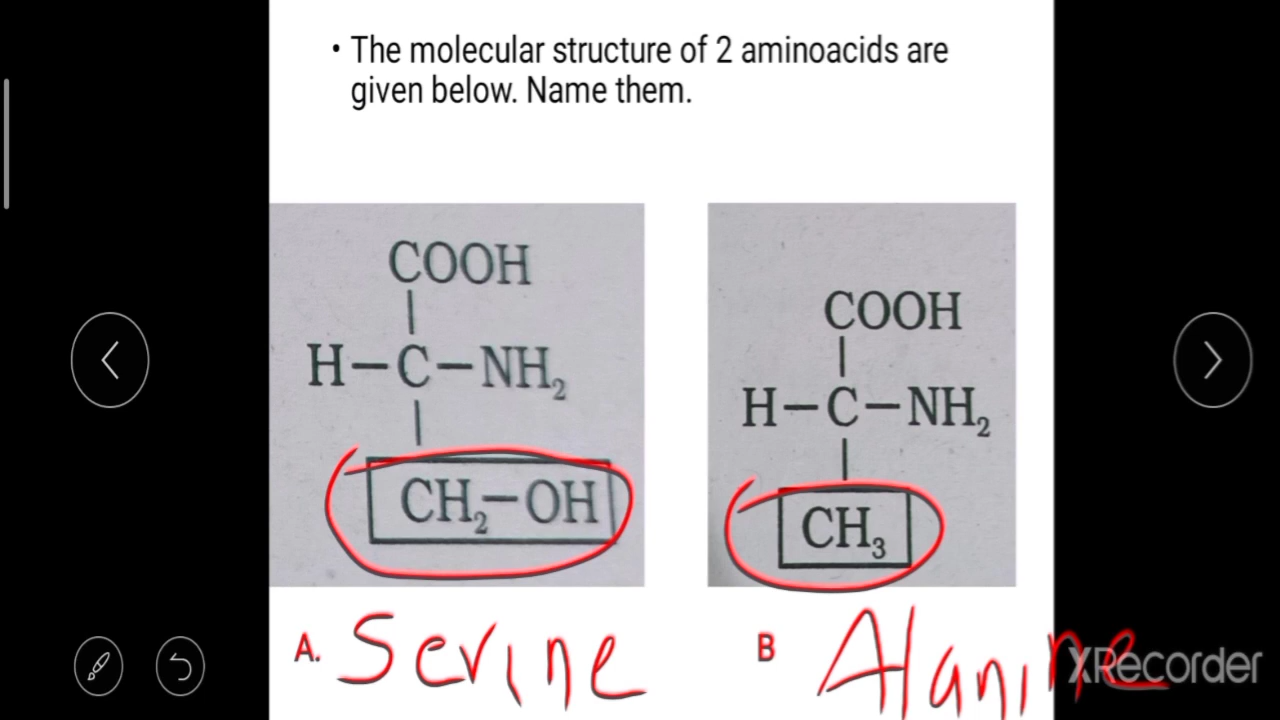 • The molecular structure of 2 aminoacids are
given below. Name them.
COOH
H–C–NH₂
CH₂–OH
COOH
H–C–NH₂
CH₃
A. Serine
B Alanine
XRecorder